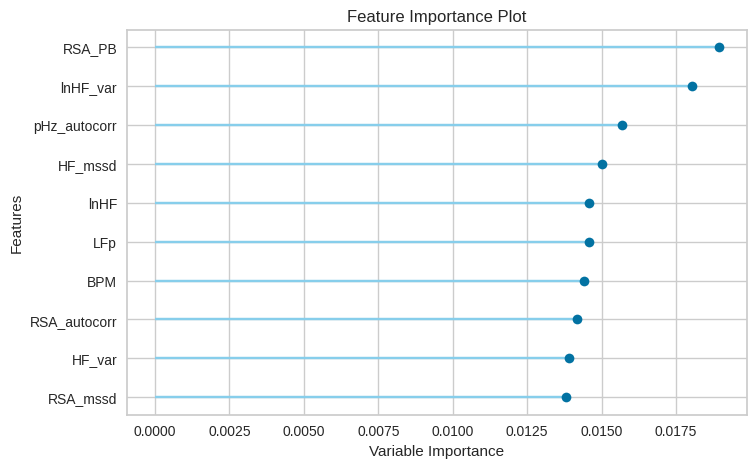 Feature Importance Plot
Features
RSA_PB
lnHF_var
pHz_autocorr
HF_mssd
lnHF
LFp
BPM
RSA_autocorr
HF_var
RSA_mssd
0.0000 0.0025 0.0050 0.0075 0.0100 0.0125 0.0150 0.0175
Variable Importance